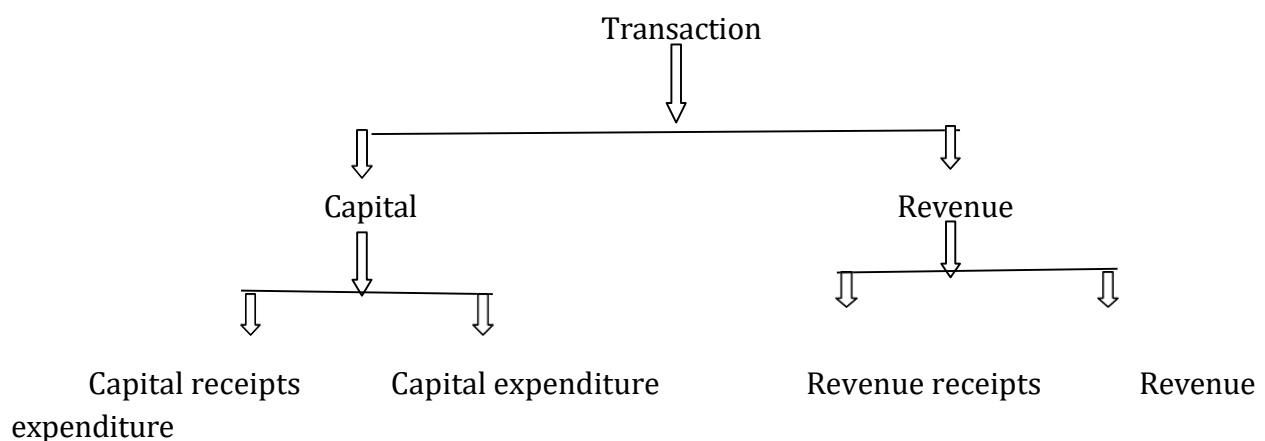 Transaction
Capital Revenue
Capital receipts Capital expenditure Revenue receipts Revenue
expenditure